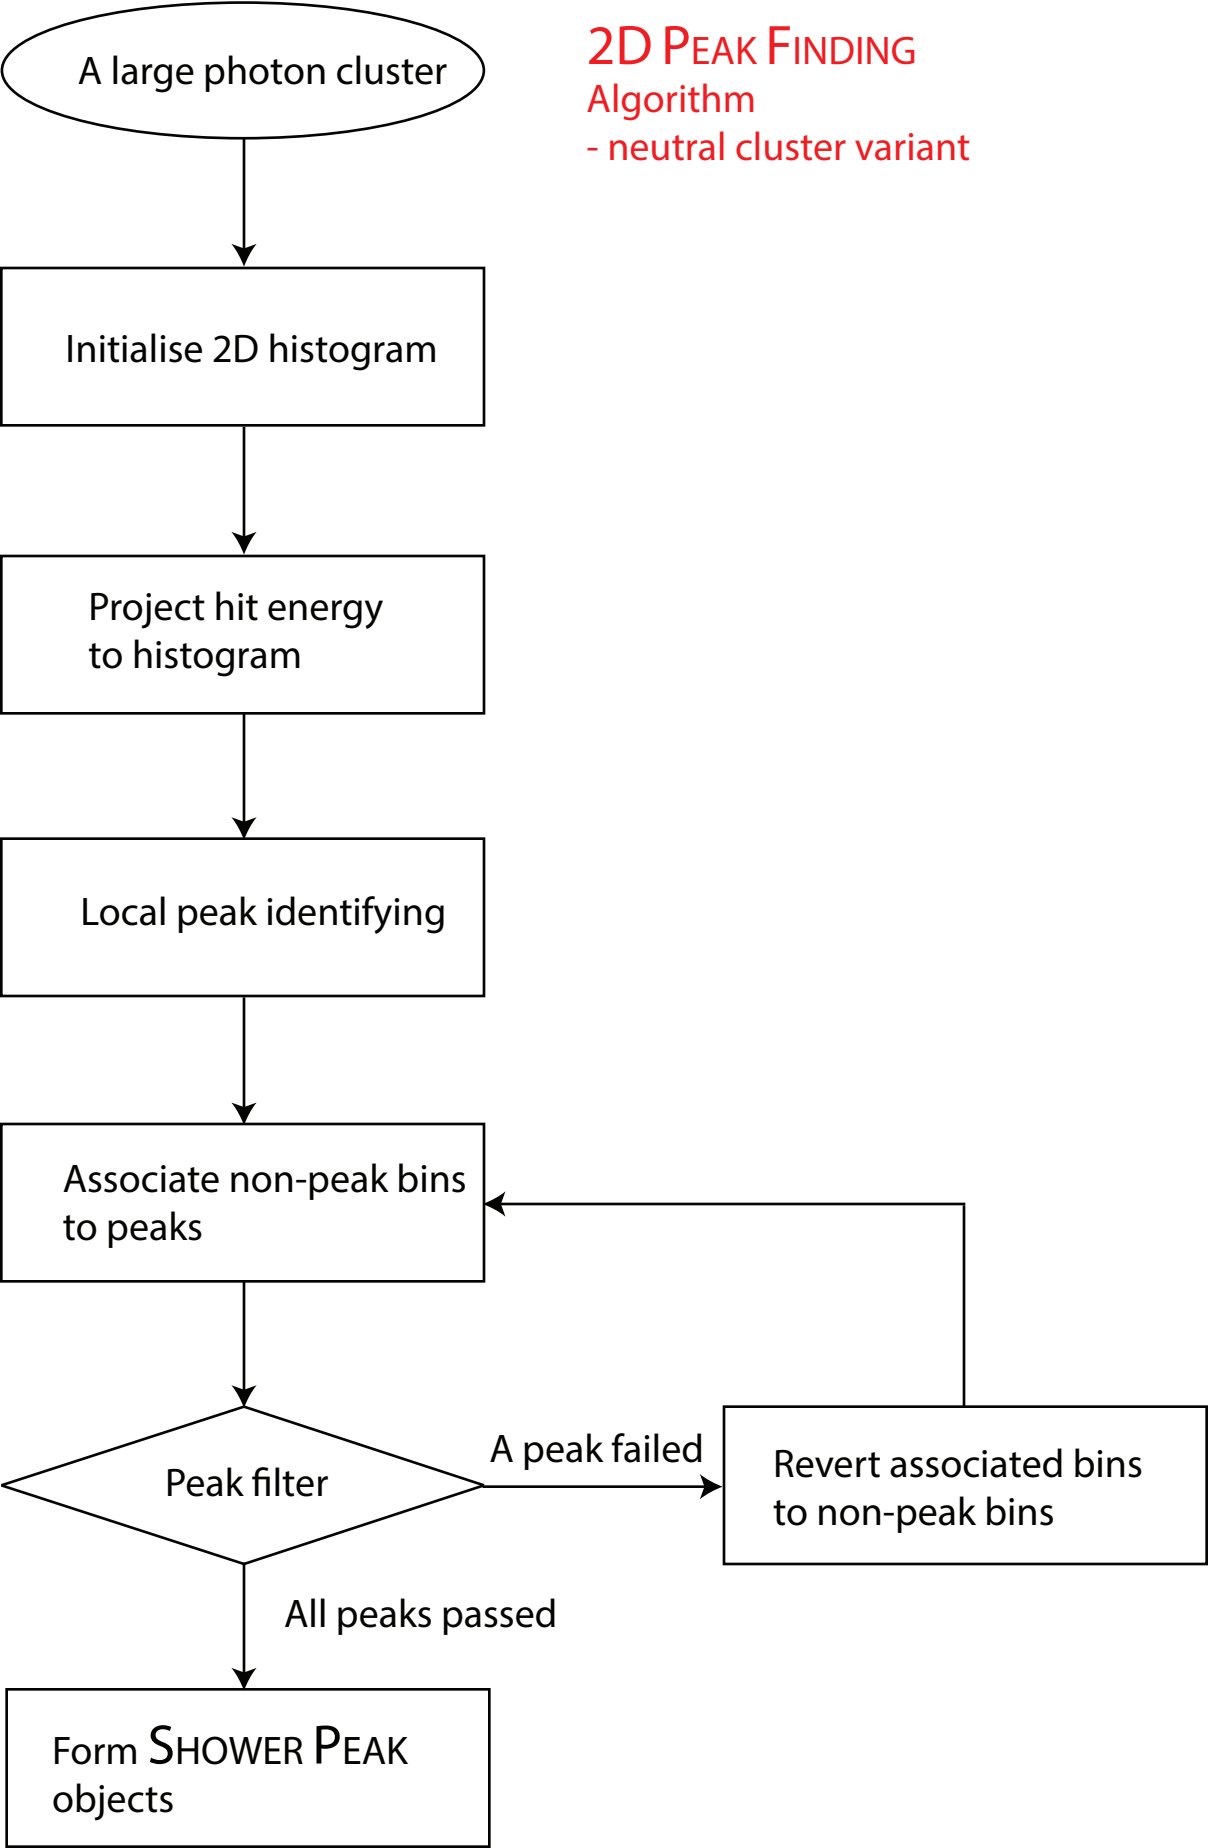 A large photon cluster
2D PEAK FINDING
Algorithm
- neutral cluster variant
Initialise 2D histogram
Project hit energy
to histogram
Local peak identifying
Associate non-peak bins
to peaks
Peak filter
A peak failed
Revert associated bins
to non-peak bins
All peaks passed
Form SHOWER PEAK
objects